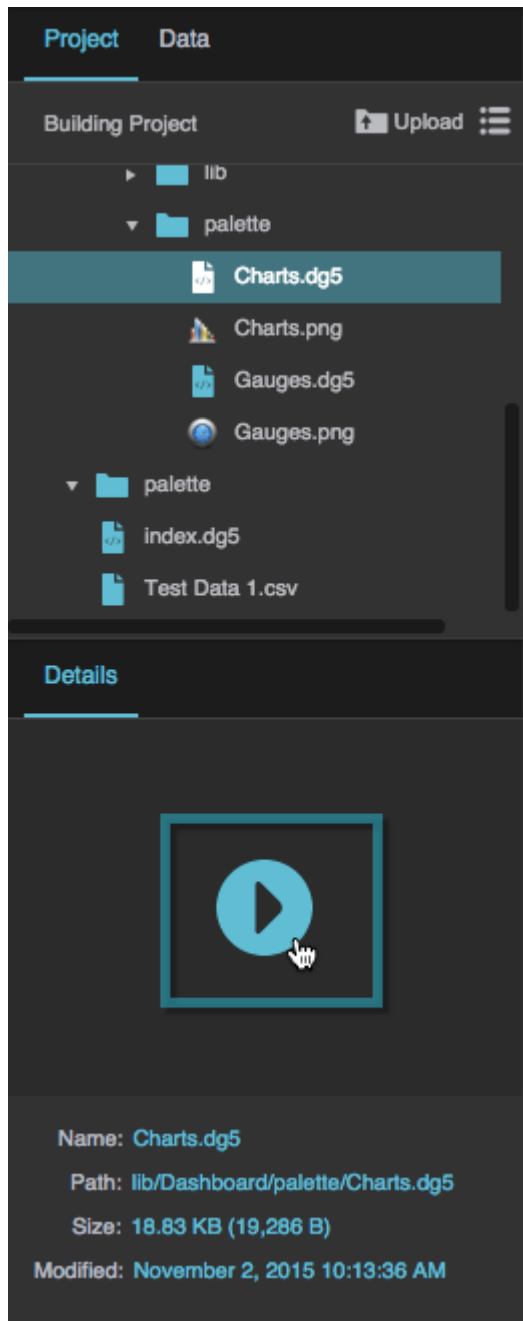 Project Data
Building Project Upload
lib
palette
Charts.dg5
Charts.png
Gauges.dg5
Gauges.png
palette
index.dg5
Test Data 1.csv
Details
Name: Charts.dg5
Path: lib/Dashboard/palette/Charts.dg5
Size: 18.83 KB (19,286 B)
Modified: November 2, 2015 10:13:36 AM